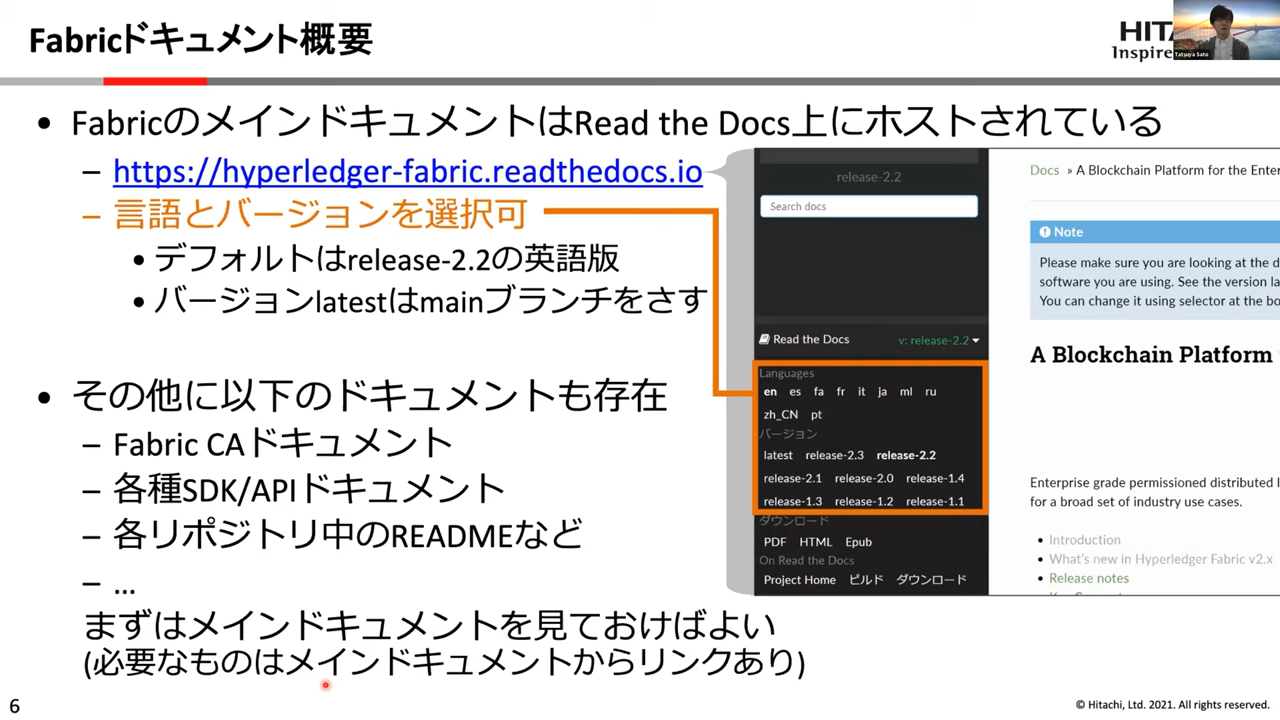 Fabricドキュメント概要
HITA
Inspire
Tatsuya Sato
• FabricのメインドキュメントはRead the Docs上にホストされている
– https://hyperledger-fabric.readthedocs.io
– 言語とバージョンを選択可
• デフォルトはrelease-2.2の英語版
• バージョンlatestはmainブランチをさす
• その他に以下のドキュメントも存在
– Fabric CAドキュメント
– 各種SDK/APIドキュメント
– 各リポジトリ中のREADMEなど
– ...
まずはメインドキュメントを見ておけばよい
(必要なものはメインドキュメントからリンクあり)
release-2.2
Search docs
Read the Docs v: release-2.2
Languages
en es fa fr it ja ml ru
zh_CN pt
バージョン
latest release-2.3 release-2.2
release-2.1 release-2.0 release-1.4
release-1.3 release-1.2 release-1.1
ダウンロード
PDF HTML Epub
On Read the Docs
Project Home ビルド ダウンロード
Docs » A Blockchain Platform for the Enter
Note
Please make sure you are looking at the d
software you are using. See the version la
You can change it using selector at the bo
A Blockchain Platform
Enterprise grade permissioned distributed l
for a broad set of industry use cases.
• Introduction
• What's new in Hyperledger Fabric v2.x
• Release notes
6
© Hitachi, Ltd. 2021. All rights reserved.